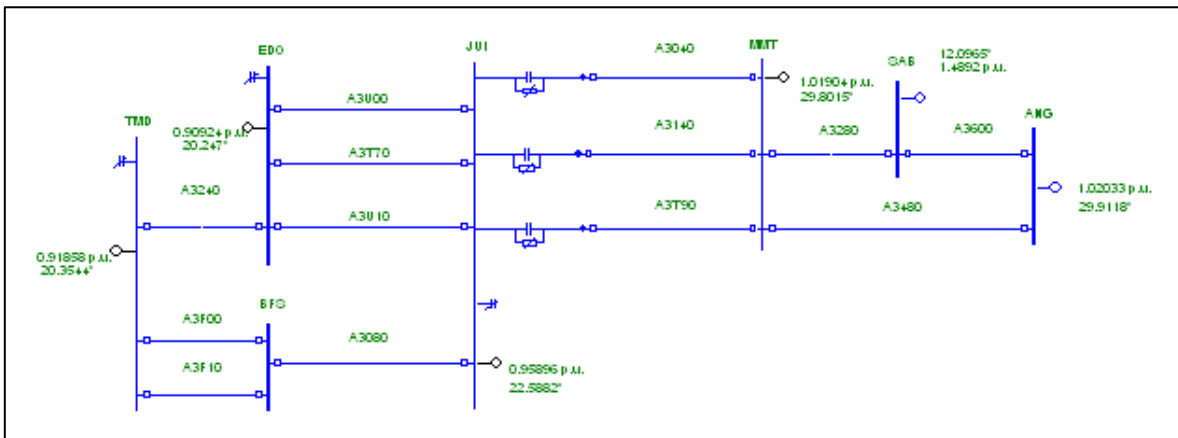 JUI
A3040
MMT
EDO
SAB
12.0965°
1.4892 p.u.
1.01904 p.u.
29.8015°
A3U00
TMD
0.90924 p.u.
20.247°
A3140
A3280
A3600
ANG
A3T70
1.02033 p.u.
29.9118°
A3240
A3U10
A3T90
A3480
0.91858 p.u.
20.3544°
A3F00
A3080
A3F10
0.95896 p.u.
22.5882°